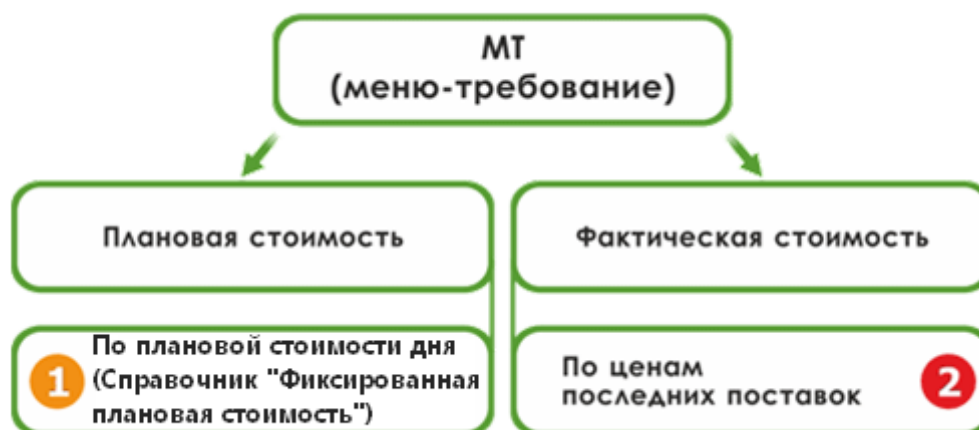 МТ
(меню-требование)
Плановая стоимость
Фактическая стоимость
1
По плановой стоимости дня
(Справочник "Фиксированная
плановая стоимость")
По ценам
последних поставок
2